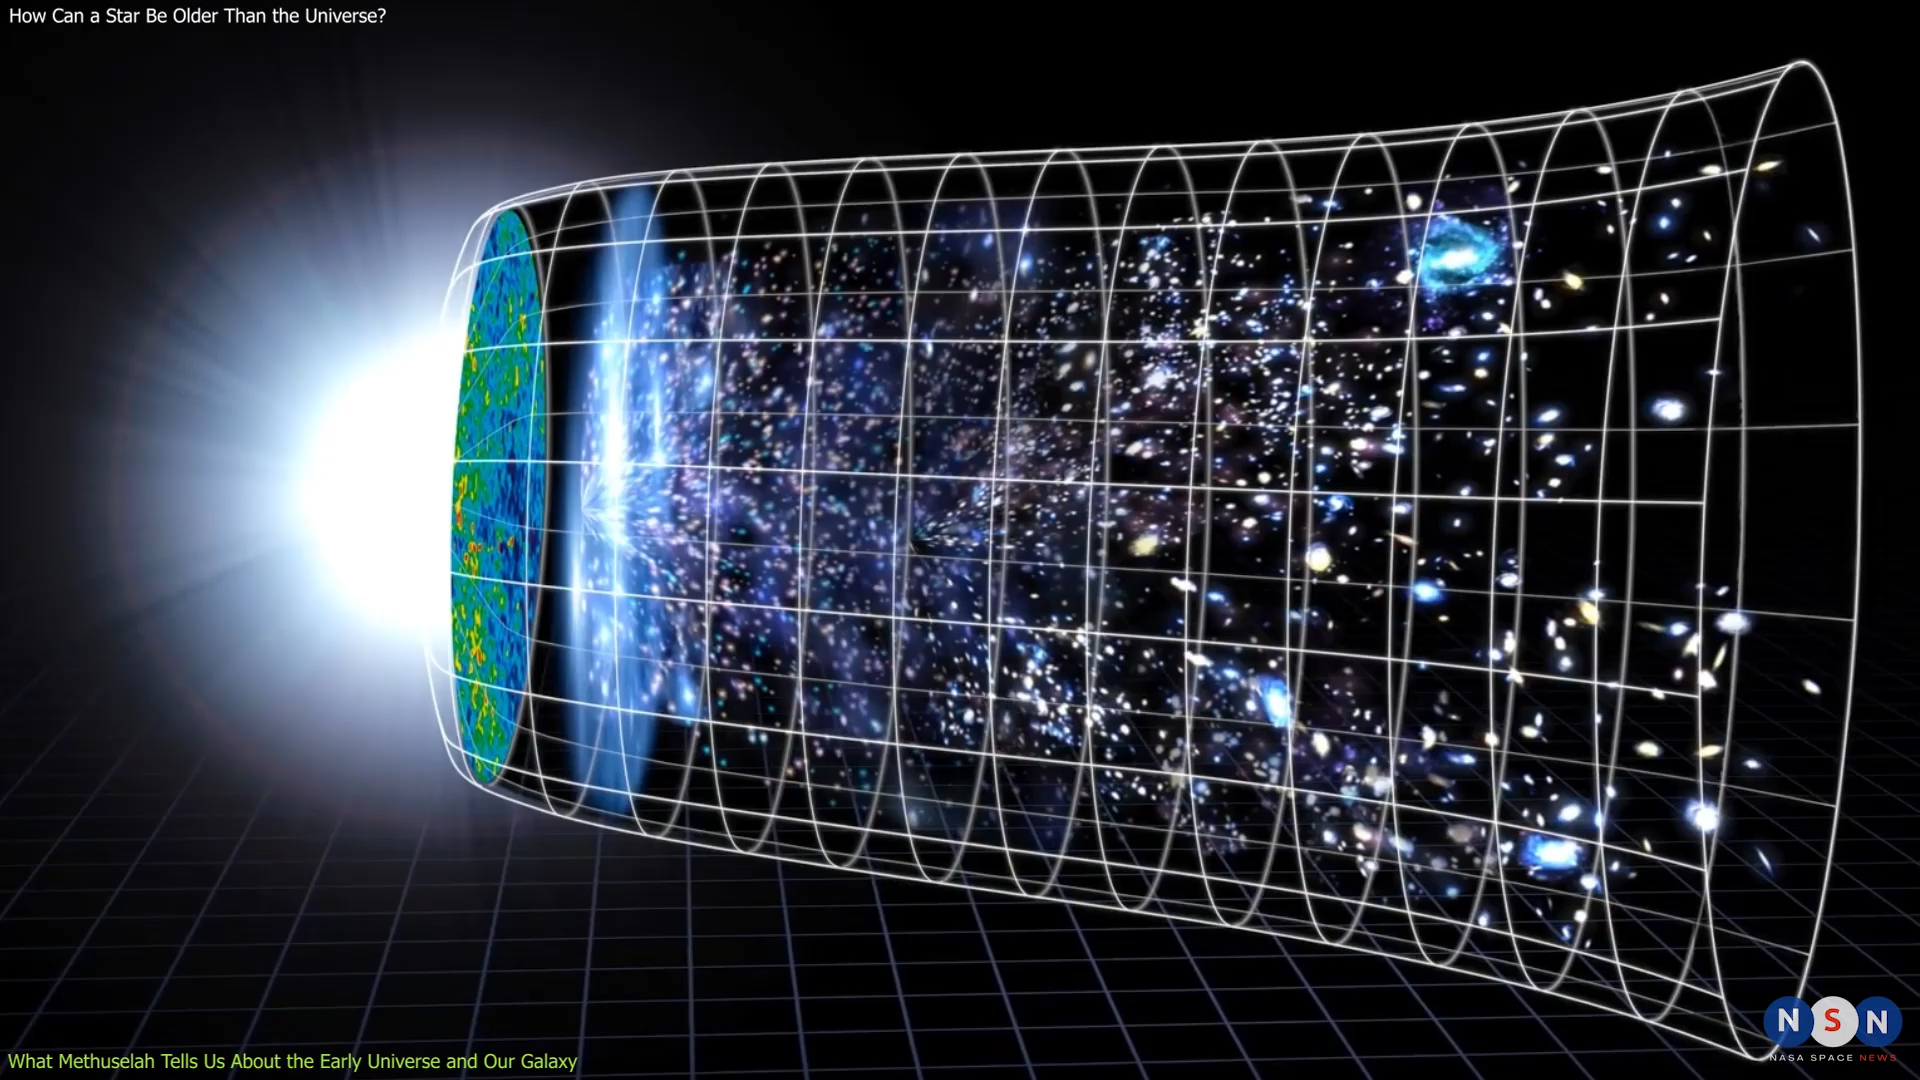 How Can a Star Be Older Than the Universe?
What Methuselah Tells Us About the Early Universe and Our Galaxy
N S N
NASA SPACE NEWS